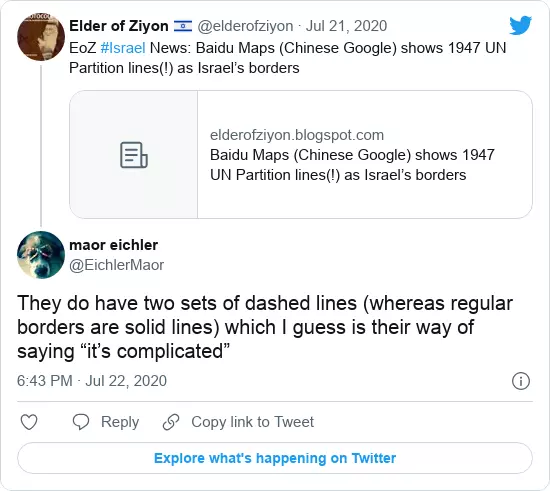 Elder of Ziyon 🇮🇱 @elderofziyon · Jul 21, 2020
EoZ #Israel News: Baidu Maps (Chinese Google) shows 1947 UN
Partition lines(!) as Israel's borders
elderofziyon.blogspot.com
Baidu Maps (Chinese Google) shows 1947
UN Partition lines(!) as Israel's borders
maor eichler
@EichlerMaor
They do have two sets of dashed lines (whereas regular
borders are solid lines) which I guess is their way of
saying “it’s complicated”
6:43 PM · Jul 22, 2020
Reply
Copy link to Tweet
Explore what's happening on Twitter